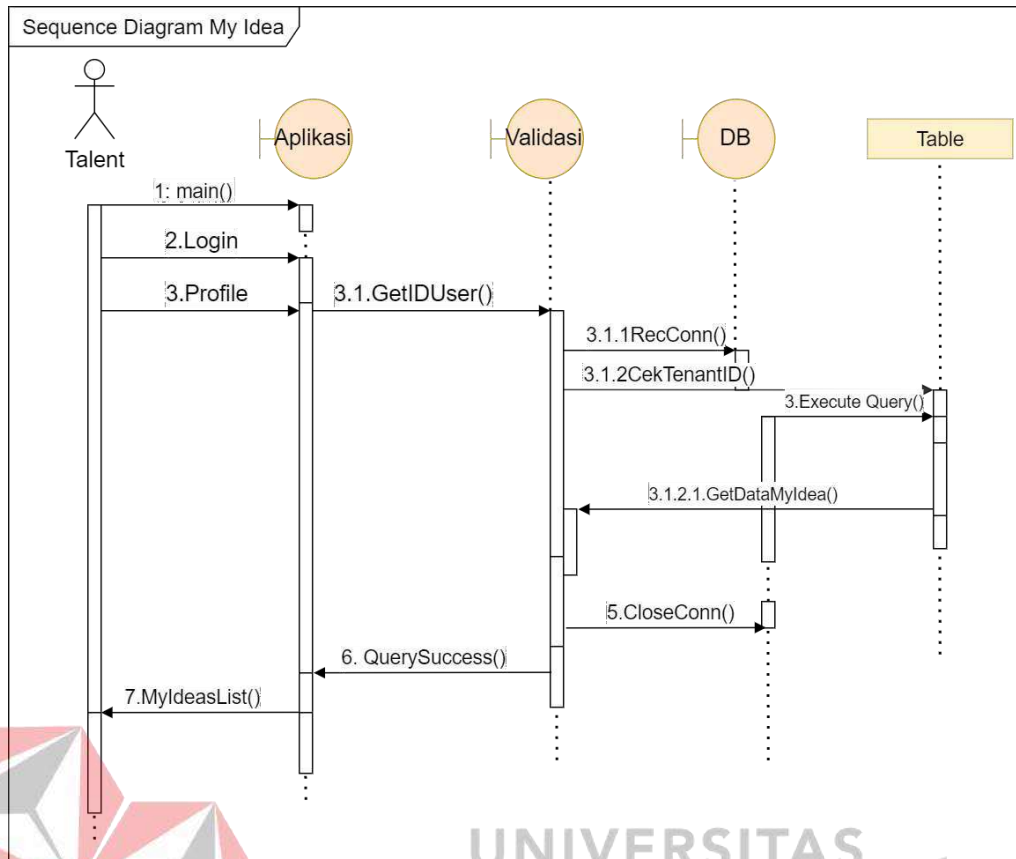 Sequence Diagram My Idea
Talent
Aplikasi
Validasi
DB
Table
1: main()
2.Login
3.Profile
3.1.GetIDUser()
3.1.1RecConn()
3.1.2CekTenantID()
3.Execute Query()
3.1.2.1.GetDataMyIdea()
5.CloseConn()
6. QuerySuccess()
7.MyIdeasList()
UNIVERSITAS